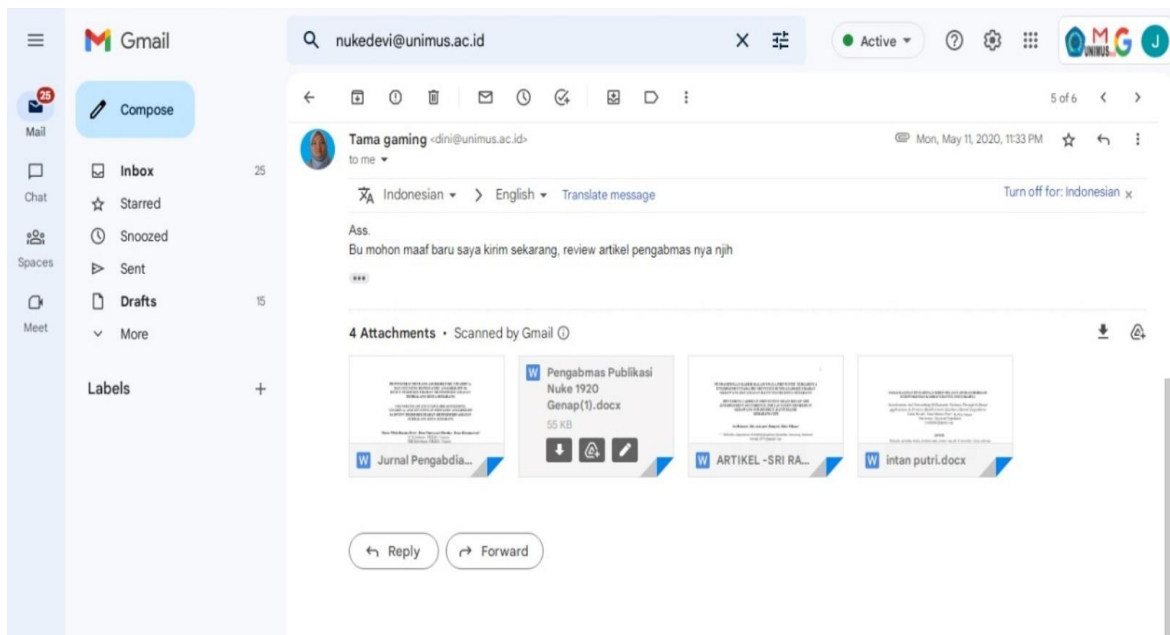 Gmail
nukedevi@unimus.ac.id
Active
UNIMUS
M
G
J
25
Mail
Compose
5 of 6
Chat
Spaces
Meet
Inbox 25
Starred
Snoozed
Sent
Drafts 15
More
Labels
Tama gaming <dini@unimus.ac.id>
Mon, May 11, 2020, 11:33 PM
to me
Indonesian > English Translate message
Turn off for: Indonesian x
Ass.
Bu mohon maaf baru saya kirim sekarang, review artikel pengabmas nya njih
4 Attachments • Scanned by Gmail
W Jurnal Pengabdia...
W Pengabmas Publikasi
Nuke 1920
Genap(1).docx
55 KB
W ARTIKEL -SRI RA...
W intan putri.docx
Reply
Forward